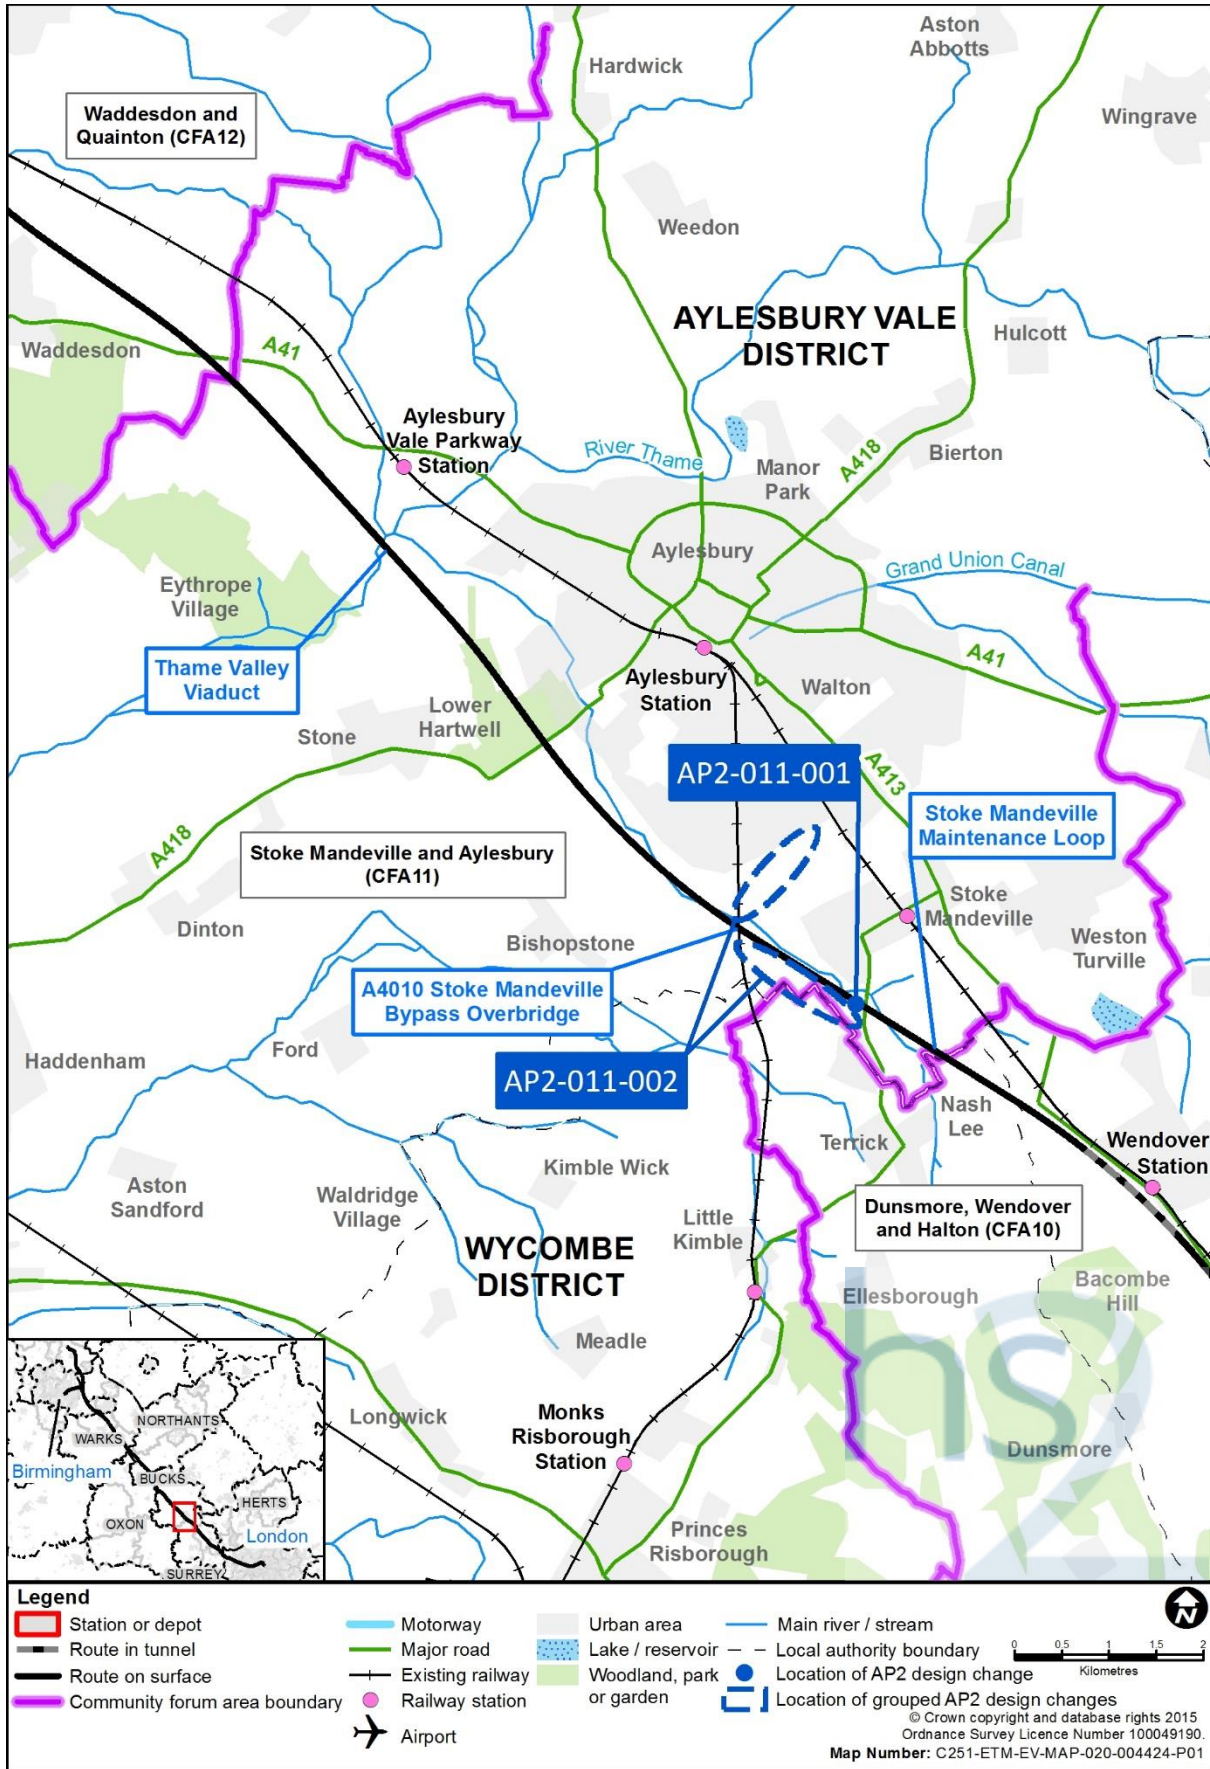 Aston
Abbotts
Hardwick
Wingrave
Waddesdon and
Quainton (CFA12)
Weedon
AYLESBURY VALE
DISTRICT
Hulcott
Waddesdon
A41
Aylesbury
Vale Parkway
Station
River Thame
Manor
Park
A418
Bierton
Aylesbury
Grand Union Canal
Eythrope
Village
Thame Valley
Viaduct
Aylesbury
Station
Walton
A41
Lower
Hartwell
Stone
AP2-011-001
A413
Stoke Mandeville
Maintenance Loop
A418
Stoke Mandeville and Aylesbury
(CFA11)
Stoke
Mandeville
Dinton
Bishopstone
Weston
Turville
A4010 Stoke Mandeville
Bypass Overbridge
Haddenham
Ford
AP2-011-002
Nash
Lee
Terrick
Wendover
Station
Kimble Wick
Aston
Sandford
Waldridge
Village
Little
Kimble
Dunsmore, Wendover
and Halton (CFA10)
WYCOMBE
DISTRICT
Ellesborough
Bacombe
Hill
Meadle
hs2
Longwick
Monks
Risborough
Station
Dunsmore
Princes
Risborough
NORTHANTS
WARKS
Birmingham
BUCKS
HERTS
OXON
London
SURREY
Legend
Station or depot
Route in tunnel
Route on surface
Community forum area boundary
Motorway
Major road
Existing railway
Railway station
Airport
Urban area
Lake / reservoir
Woodland, park
or garden
Main river / stream
Local authority boundary
Location of AP2 design change
Location of grouped AP2 design changes
N
0 0.5 1 1.5 2
Kilometres
© Crown copyright and database rights 2015
Ordnance Survey Licence Number 100049190.
Map Number: C251-ETM-EV-MAP-020-004424-P01